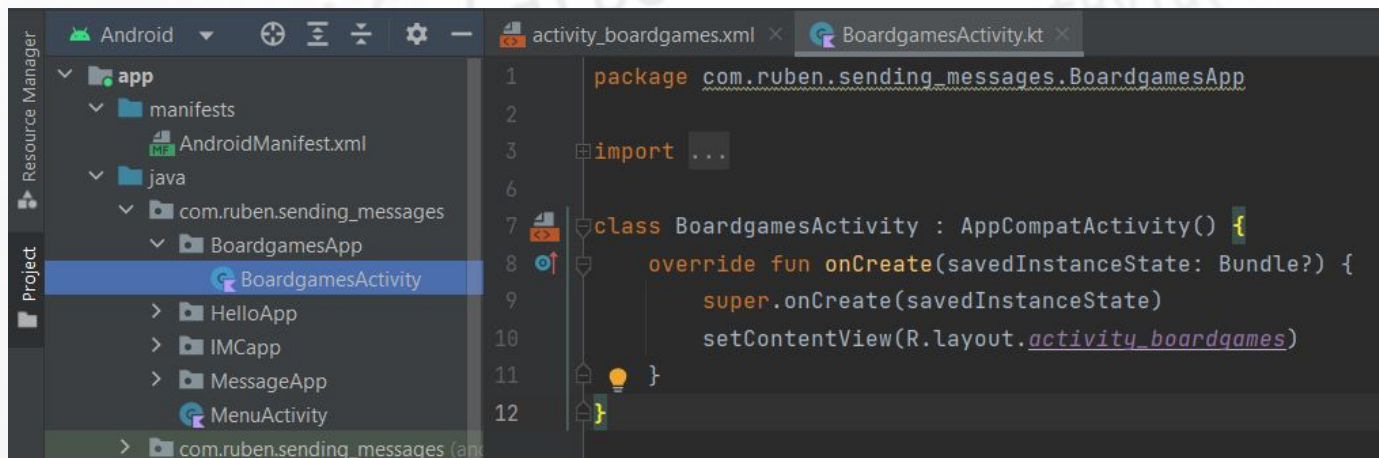 Android
activity_boardgames.xml
BoardgamesActivity.kt
Resource Manager
Project
app
manifests
AndroidManifest.xml
java
com.ruben.sending_messages
BoardgamesApp
BoardgamesActivity
HelloApp
IMCapp
MessageApp
MenuActivity
com.ruben.sending_messages
1 package com.ruben.sending_messages.BoardgamesApp
2
3 import ...
6
7 class BoardgamesActivity : AppCompatActivity() {
8 override fun onCreate(savedInstanceState: Bundle?) {
9 super.onCreate(savedInstanceState)
10 setContentView(R.layout.activity_boardgames)
11 }
12 }